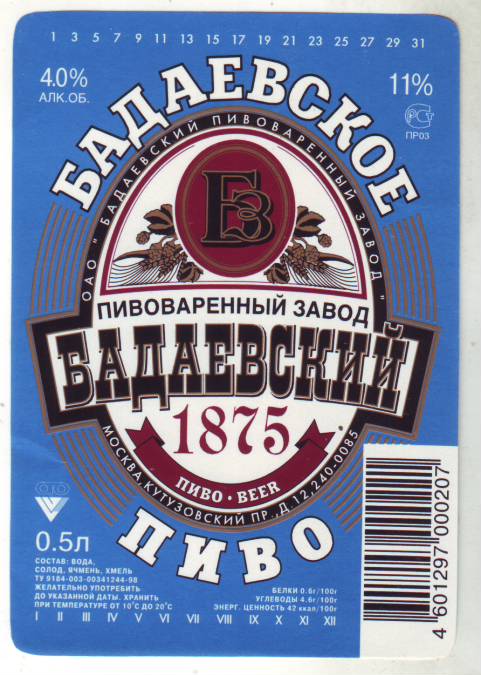 1 3 5 7 9 11 13 15 17 19 21 23 25 27 29 31
4.0%
АЛК.ОБ.
11%
РСТ
ПР03
БАДАЕВСКОЕ
ОАО "БАДАЕВСКИЙ ПИВОВАРЕННЫЙ ЗАВОД"
БЗ
ПИВОВАРЕННЫЙ ЗАВОД
БАДАЕВСКИЙ
1875
ПИВО • BEER
МОСКВА, КУТУЗОВСКИЙ ПР., Д.12, 240-0085
ПИВО
0.5л
СОСТАВ: ВОДА,
СОЛОД, ЯЧМЕНЬ, ХМЕЛЬ
ТУ 9184-003-00341244-98
ЖЕЛАТЕЛЬНО УПОТРЕБИТЬ
ДО УКАЗАННОЙ ДАТЫ. ХРАНИТЬ
ПРИ ТЕМПЕРАТУРЕ ОТ 10°С ДО 20°С
БЕЛКИ 0.6г/100г
УГЛЕВОДЫ 4.6г/100г
ЭНЕРГ. ЦЕННОСТЬ 42 ккал/100г
I II III IV V VI VII VIII IX X XI XII
4 601297 000207